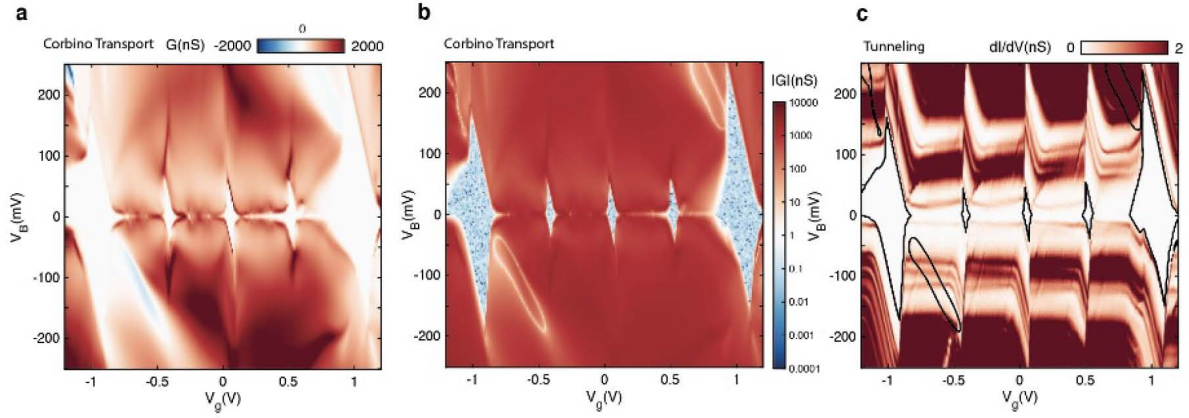 a
Corbino Transport G(nS) -2000 0 2000
200
100
0
-100
-200
V_B(mV)
-1 -0.5 0 0.5 1
V_g(V)
b
Corbino Transport
200
100
0
-100
-200
V_B(mV)
-1 -0.5 0 0.5 1
V_g(V)
|G|(nS)
10000
1000
100
10
1
0.1
0.01
0.001
0.0001
c
Tunneling dI/dV(nS) 0 2
200
100
0
-100
-200
V_B(mV)
-1 -0.5 0 0.5 1
V_g(V)